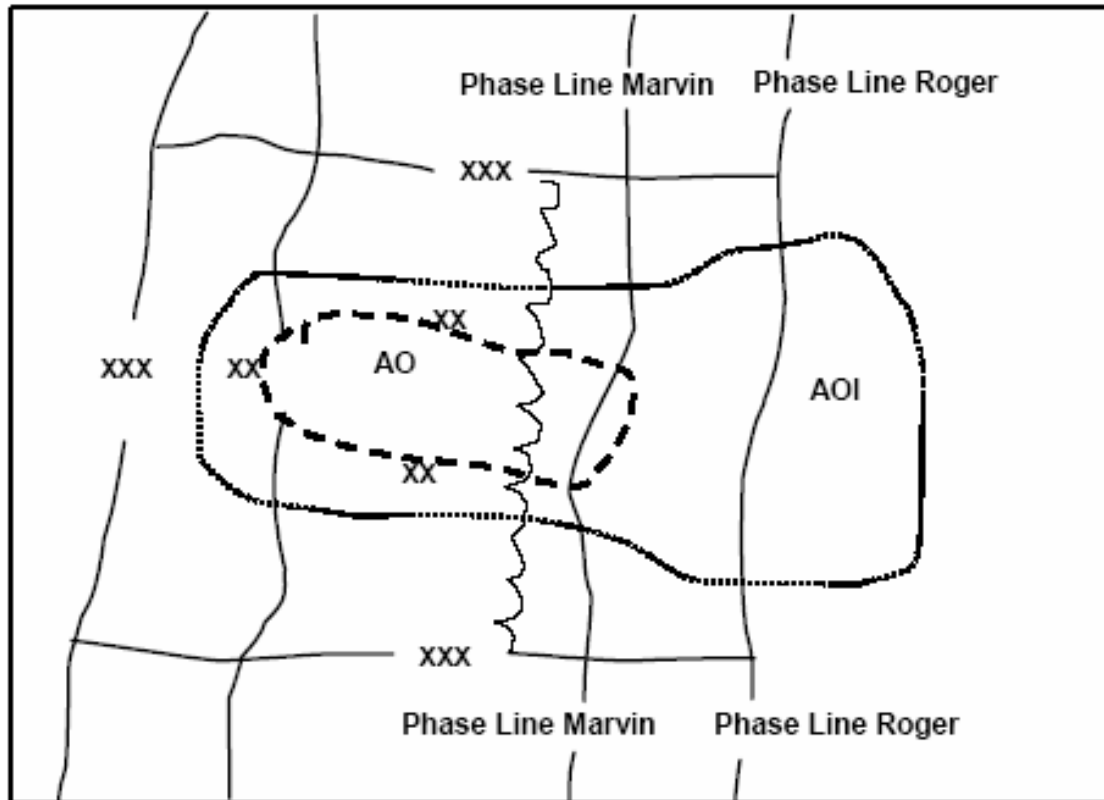 Phase Line Marvin
Phase Line Roger
XXX
XX
AO
XXX
XX
AOI
XX
XXX
Phase Line Marvin
Phase Line Roger